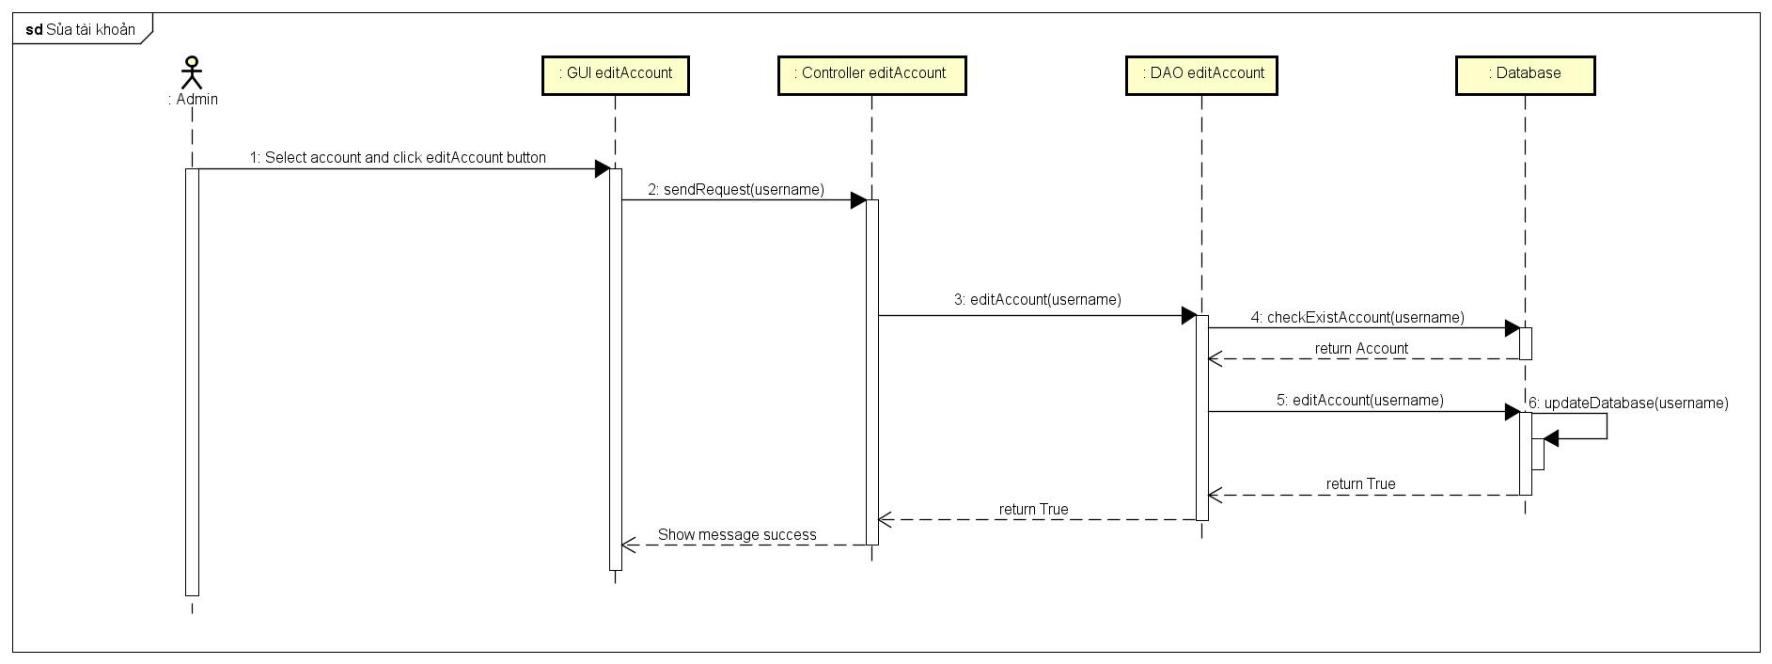 sd Sủa tài khoản
: Admin
: GUI editAccount
: Controller editAccount
: DAO editAccount
: Database
1: Select account and click editAccount button
2: sendRequest(username)
3: editAccount(username)
4: checkExistAccount(username)
return Account
5: editAccount(username)
6: updateDatabase(username)
return True
return True
Show message success